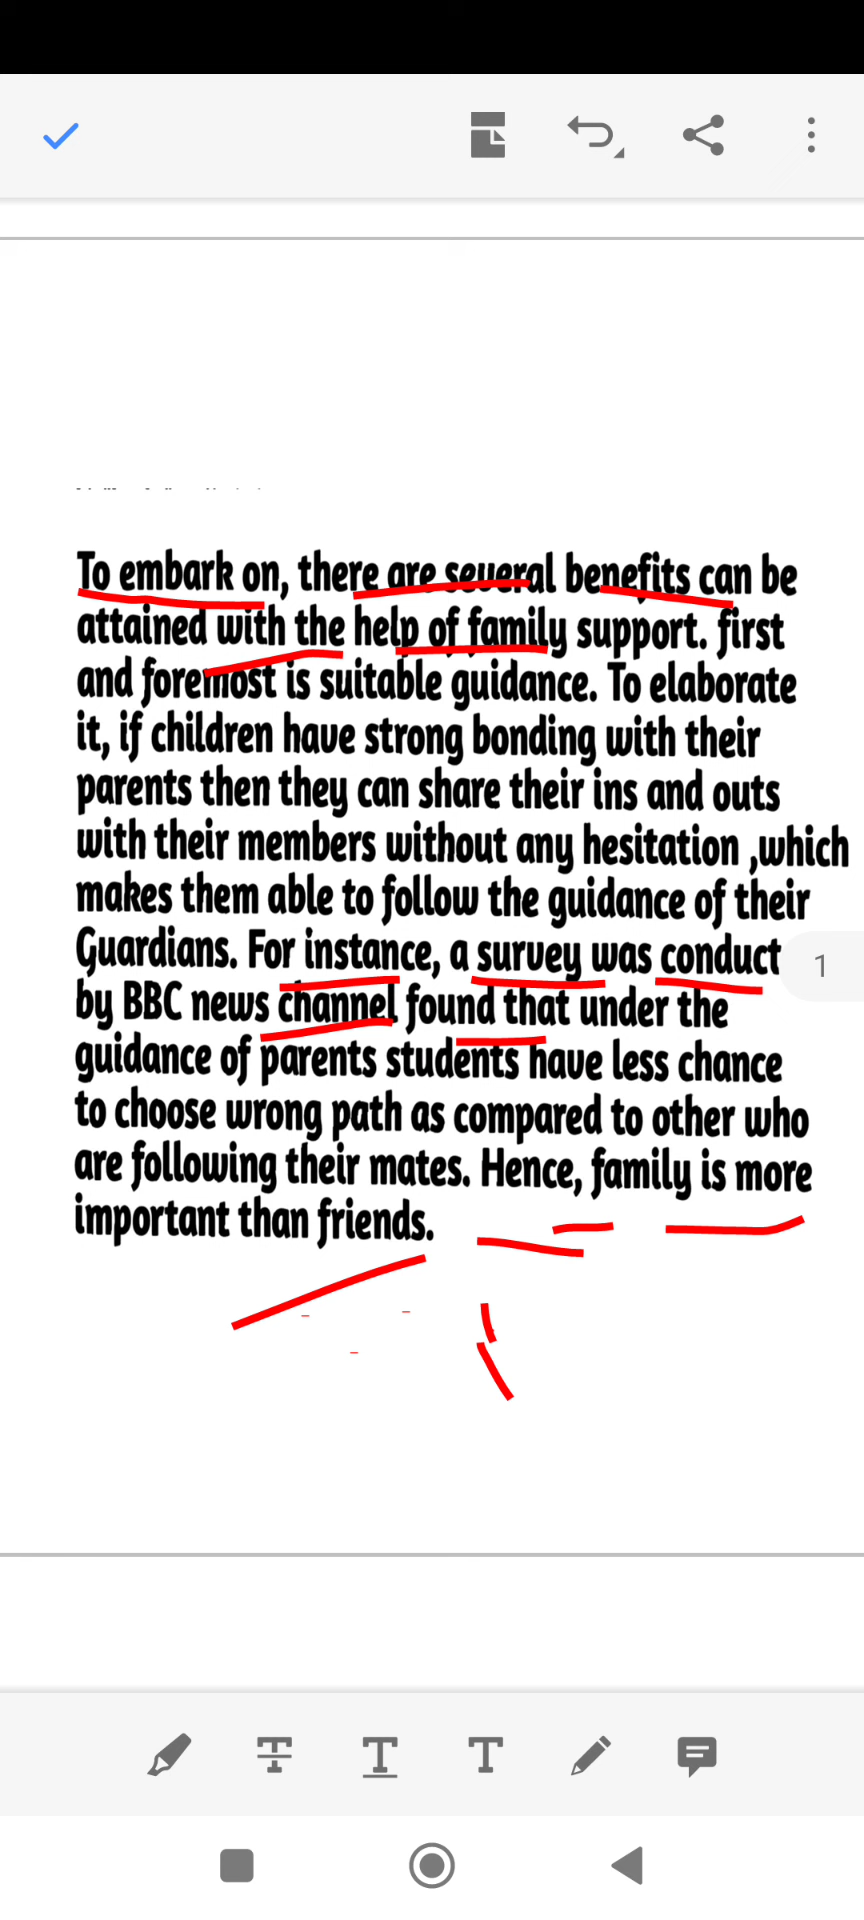 To embark on, there are several benefits can be
attained with the help of family support. first
and foremost is suitable guidance. To elaborate
it, if children have strong bonding with their
parents then they can share their ins and outs
with their members without any hesitation ,which
makes them able to follow the guidance of their
Guardians. For instance, a survey was conduct
by BBC news channel found that under the
guidance of parents students have less chance
to choose wrong path as compared to other who
are following their mates. Hence, family is more
important than friends.
1